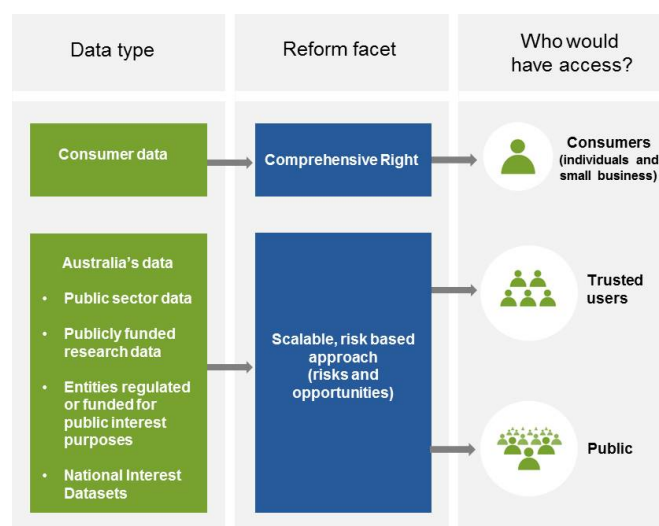 Data type
Reform facet
Who would
have access?
Consumer data
Comprehensive Right
Consumers
(individuals and
small business)
Australia's data
• Public sector data
• Publicly funded
research data
• Entities regulated
or funded for
public interest
purposes
• National Interest
Datasets
Scalable, risk based
approach
(risks and
opportunities)
Trusted
users
Public